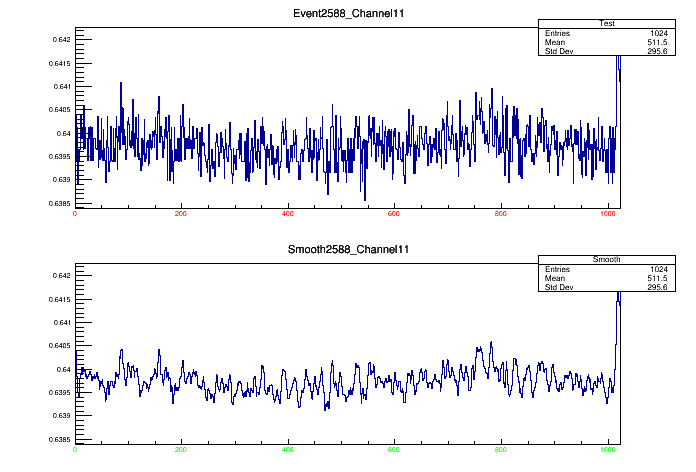 Event2588_Channel11
Test
Entries 1024
Mean 511.5
Std Dev 295.6
0.642
0.6415
0.641
0.6405
0.64
0.6395
0.639
0.6385
0 200 400 600 800 1000
Smooth2588_Channel11
Smooth
Entries 1024
Mean 511.5
Std Dev 295.6
0.642
0.6415
0.641
0.6405
0.64
0.6395
0.639
0.6385
0 200 400 600 800 1000